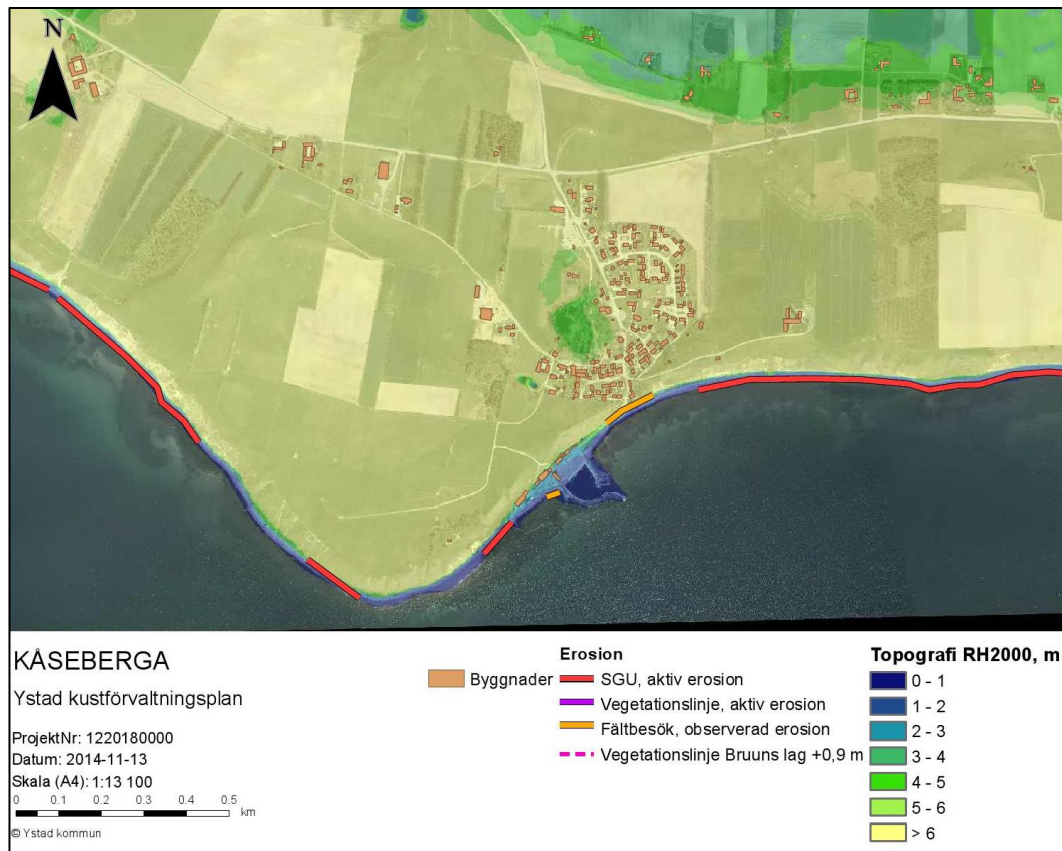 N
KÅSEBERGA
Ystad kustförvaltningsplan
ProjektNr: 1220180000
Datum: 2014-11-13
Skala (A4): 1:13 100
0 0.1 0.2 0.3 0.4 0.5
km
© Ystad kommun
Byggnader
Erosion
SGU, aktiv erosion
Vegetationslinje, aktiv erosion
Fältbesök, observerad erosion
Vegetationslinje Bruuns lag +0,9 m
Topografi RH2000, m
0 - 1
1 - 2
2 - 3
3 - 4
4 - 5
5 - 6
> 6